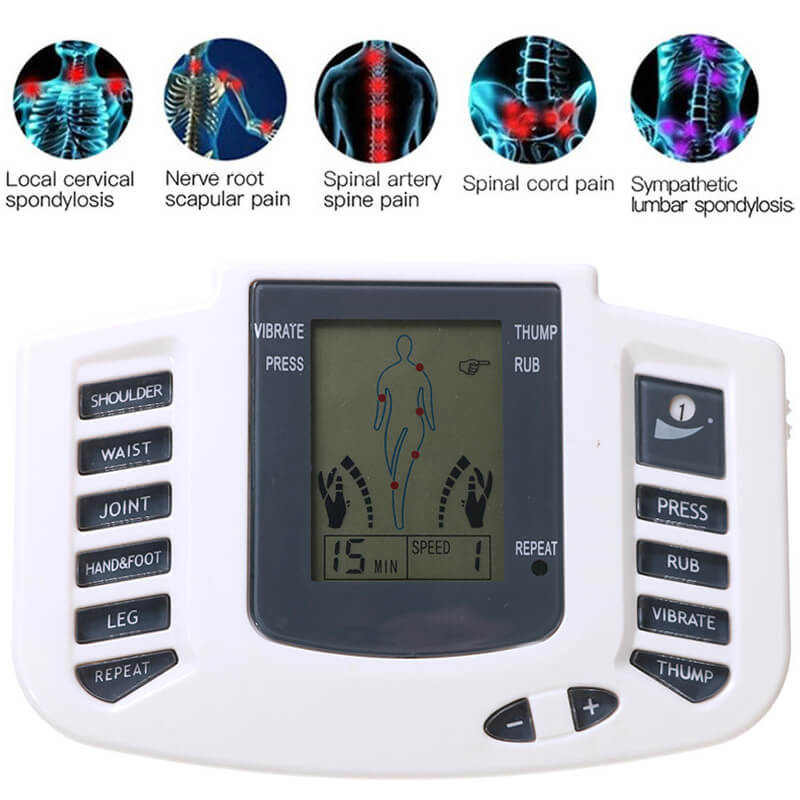 Local cervical
spondylosis
Nerve root
scapular pain
Spinal artery
spine pain
Spinal cord pain
Sympathetic
lumbar spondylosis
VIBRATE
PRESS
THUMP
RUB
15 MIN
SPEED 1
REPEAT
SHOULDER
WAIST
JOINT
HAND&FOOT
LEG
REPEAT
1
PRESS
RUB
VIBRATE
THUMP
-
+